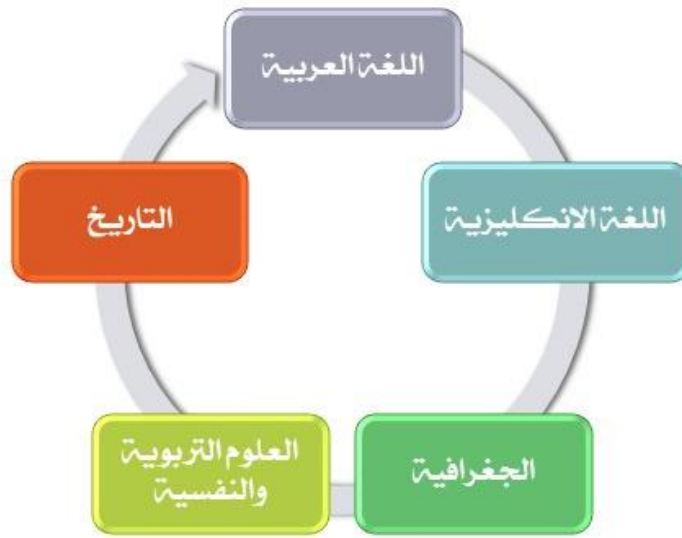 اللغة العربية
اللغة الانكليزية
الجغرافية
العلوم التربوية
والنفسية
التاريخ